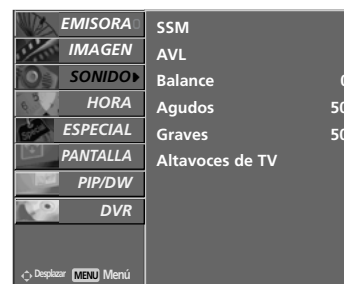 EMISORA
IMAGEN
SONIDO
HORA
ESPECIAL
PANTALLA
PIP/DW
DVR
Desplazar MENU Menú
SSM
AVL
Balance 0
Agudos 50
Graves 50
Altavoces de TV